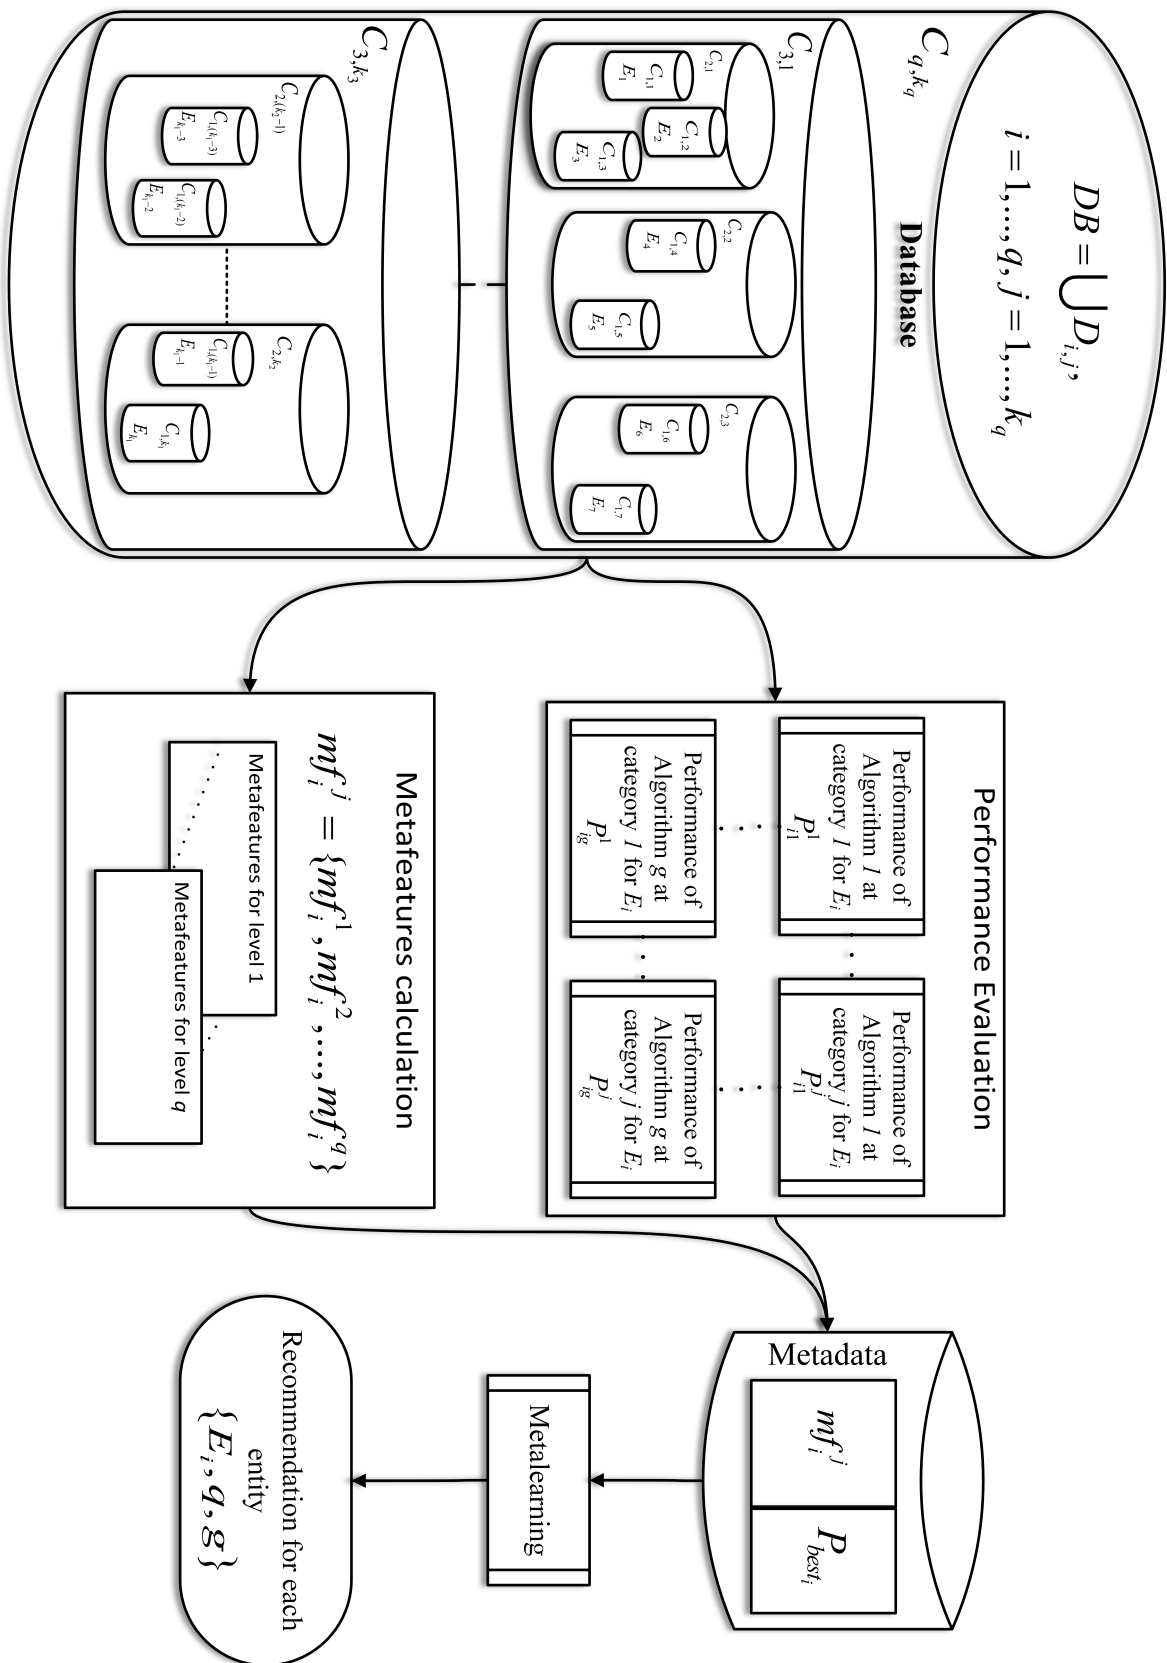 DB = ⋃ D_{i,j},
i = 1,..., q, j = 1,..., k_q
C_{q,k_q}
Database
C_{3,1}
C_{2,1}
C_{1,1}
E_1
C_{1,2}
E_2
C_{1,3}
E_3
C_{2,2}
C_{1,4}
E_4
C_{1,5}
E_5
C_{2,3}
C_{1,6}
E_6
C_{1,7}
E_7
C_{3,k_3}
C_{2,(k_2-1)}
C_{1,(k_1-3)}
E_{k_1-3}
C_{1,(k_1-2)}
E_{k_1-2}
C_{2,k_2}
C_{1,(k_1-1)}
E_{k_1-1}
C_{1,k_1}
E_{k_1}
Performance Evaluation
Performance of
Algorithm 1 at
category 1 for E_i
P_{i1}^1
Performance of
Algorithm 1 at
category j for E_i
P_{i1}^j
Performance of
Algorithm g at
category 1 for E_i
P_{ig}^1
Performance of
Algorithm g at
category j for E_i
P_{ig}^j
Metafeatures calculation
mf_i^j = {mf_i^1, mf_i^2,..., mf_i^q}
Metafeatures for level 1
Metafeatures for level q
Metadata
mf_i^j
P_{best_i}
Metalearning
Recommendation for each
entity
{E_i, q, g}